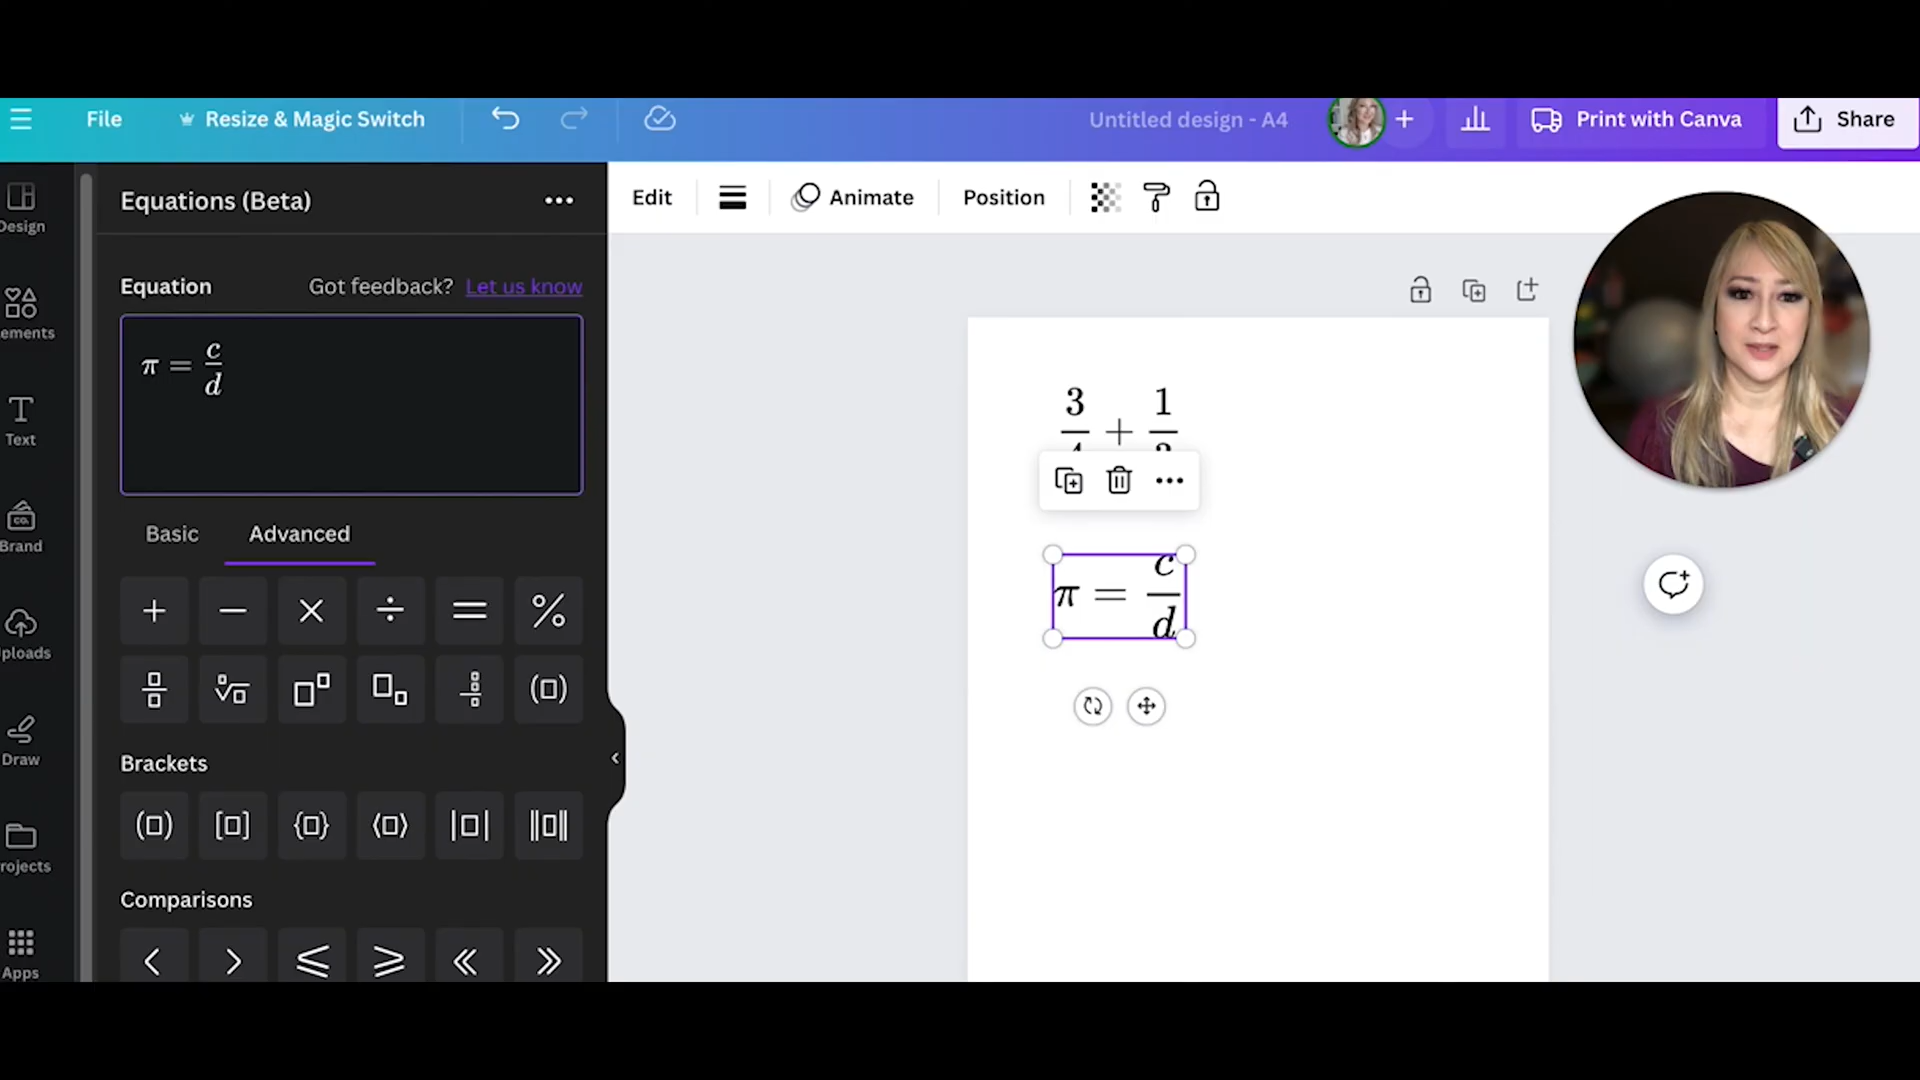 File Resize & Magic Switch Untitled design - A4 + Print with Canva Share
Design
ements
Text
Brand
ploads
Draw
rojects
Apps
Equations (Beta) ...
Equation Got feedback? Let us know
π = c/d
Basic Advanced
+ − × ÷ = %
Brackets
(□) [□] {□} ⟨□⟩ |□| ‖□‖
Comparisons
< > ⩽ ⩾ ≪ ≫
Edit Animate Position
3/4 + 1
π = c/d